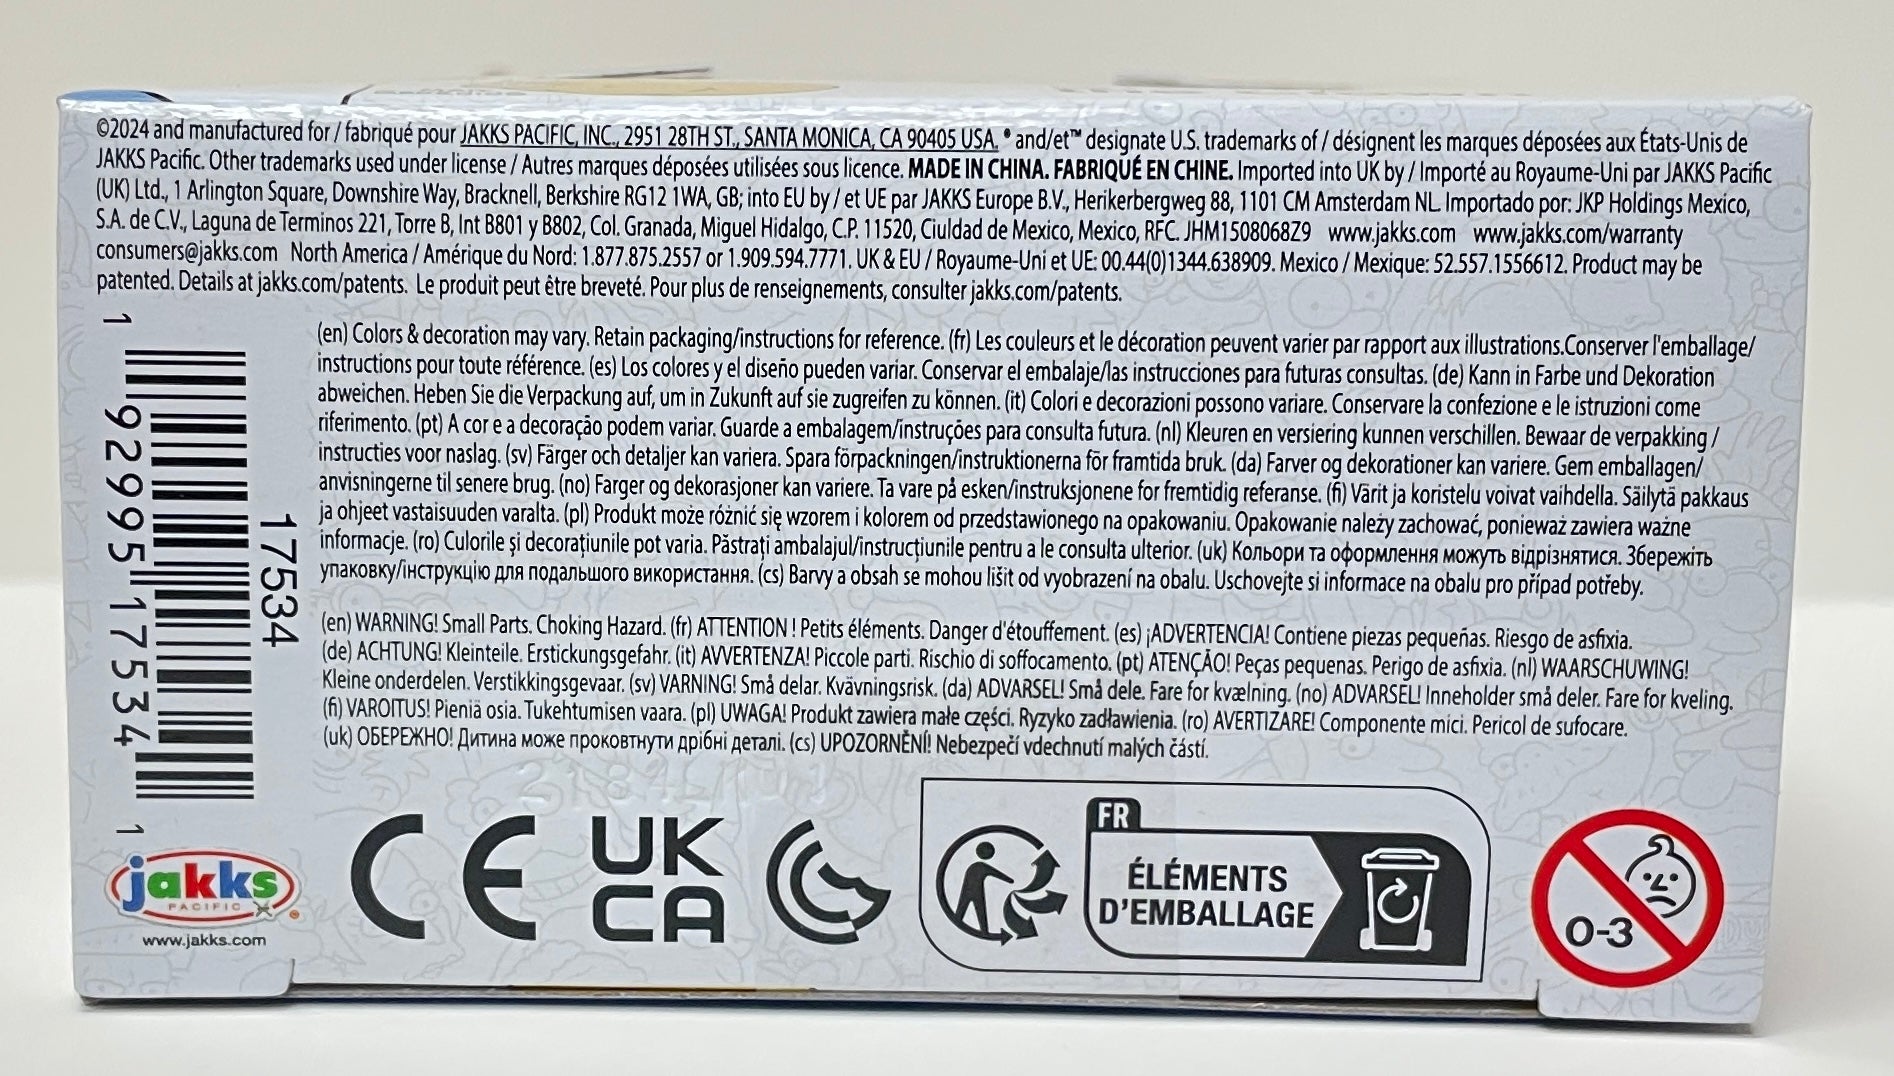 ©2024 and manufactured for / fabriqué pour JAKKS PACIFIC, INC., 2951 28TH ST., SANTA MONICA, CA 90405 USA. ® and/et™ designate U.S. trademarks of / désignent les marques déposées aux États-Unis de
JAKKS Pacific. Other trademarks used under license / Autres marques déposées utilisées sous licence. MADE IN CHINA. FABRIQUÉ EN CHINE. Imported into UK by / Importé au Royaume-Uni par JAKKS Pacific
(UK) Ltd., 1 Arlington Square, Downshire Way, Bracknell, Berkshire RG12 1WA, GB; into EU by / et UE par JAKKS Europe B.V., Herikerbergweg 88, 1101 CM Amsterdam NL. Importado por: JKP Holdings Mexico,
S.A. de C.V., Laguna de Terminos 221, Torre B, Int B801 y B802, Col. Granada, Miguel Hidalgo, C.P. 11520, Ciuldad de Mexico, Mexico, RFC. JHM1508068Z9 www.jakks.com www.jakks.com/warranty
consumers@jakks.com North America / Amérique du Nord: 1.877.875.2557 or 1.909.594.7771. UK & EU / Royaume-Uni et UE: 00.44(0)1344.638909. Mexico / Mexique: 52.557.1556612. Product may be
patented. Details at jakks.com/patents. Le produit peut être breveté. Pour plus de renseignements, consulter jakks.com/patents.
(en) Colors & decoration may vary. Retain packaging/instructions for reference. (fr) Les couleurs et le décoration peuvent varier par rapport aux illustrations.Conserver l'emballage/
instructions pour toute référence. (es) Los colores y el diseño pueden variar. Conservar el embalaje/las instrucciones para futuras consultas. (de) Kann in Farbe und Dekoration
abweichen. Heben Sie die Verpackung auf, um in Zukunft auf sie zugreifen zu können. (it) Colori e decorazioni possono variare. Conservare la confezione e le istruzioni come
riferimento. (pt) A cor e a decoração podem variar. Guarde a embalagem/instruções para consulta futura. (nl) Kleuren en versiering kunnen verschillen. Bewaar de verpakking /
instructies voor naslag. (sv) Färger och detaljer kan variera. Spara förpackningen/instruktionerna för framtida bruk. (da) Farver og dekorationer kan variere. Gem emballagen/
anvisningerne til senere brug. (no) Farger og dekorasjoner kan variere. Ta vare på esken/instruksjonene for fremtidig referanse. (fi) Värit ja koristelu voivat vaihdella. Säilytä pakkaus
ja ohjeet vastaisuuden varalta. (pl) Produkt może różnić się wzorem i kolorem od przedstawionego na opakowaniu. Opakowanie należy zachować, ponieważ zawiera ważne
informacje. (ro) Culorile și decorațiunile pot varia. Păstrați ambalajul/instrucțiunile pentru a le consulta ulterior. (uk) Кольори та оформлення можуть відрізнятися. Збережіть
упаковку/інструкцію для подальшого використання. (cs) Barvy a obsah se mohou lišit od vyobrazení na obalu. Uschovejte si informace na obalu pro případ potřeby.
(en) WARNING! Small Parts. Choking Hazard. (fr) ATTENTION ! Petits éléments. Danger d'étouffement. (es) ¡ADVERTENCIA! Contiene piezas pequeñas. Riesgo de asfixia.
(de) ACHTUNG! Kleinteile. Erstickungsgefahr. (it) AVVERTENZA! Piccole parti. Rischio di soffocamento. (pt) ATENÇÃO! Peças pequenas. Perigo de asfixia. (nl) WAARSCHUWING!
Kleine onderdelen. Verstikkingsgevaar. (sv) VARNING! Små delar. Kvävningsrisk. (da) ADVARSEL! Små dele. Fare for kvælning. (no) ADVARSEL! Inneholder små deler. Fare for kveling.
(fi) VAROITUS! Pieniä osia. Tukehtumisen vaara. (pl) UWAGA! Produkt zawiera małe części. Ryzyko zadławienia. (ro) AVERTIZARE! Componente mici. Pericol de sufocare.
(uk) ОБЕРЕЖНО! Дитина може проковтнути дрібні деталі. (cs) UPOZORNĚNÍ! Nebezpečí vdechnutí malých částí.
1 92995 17534 1
17534
jakks
PACIFIC
www.jakks.com
CE
UK
CA
FR
ÉLÉMENTS
D'EMBALLAGE
0-3